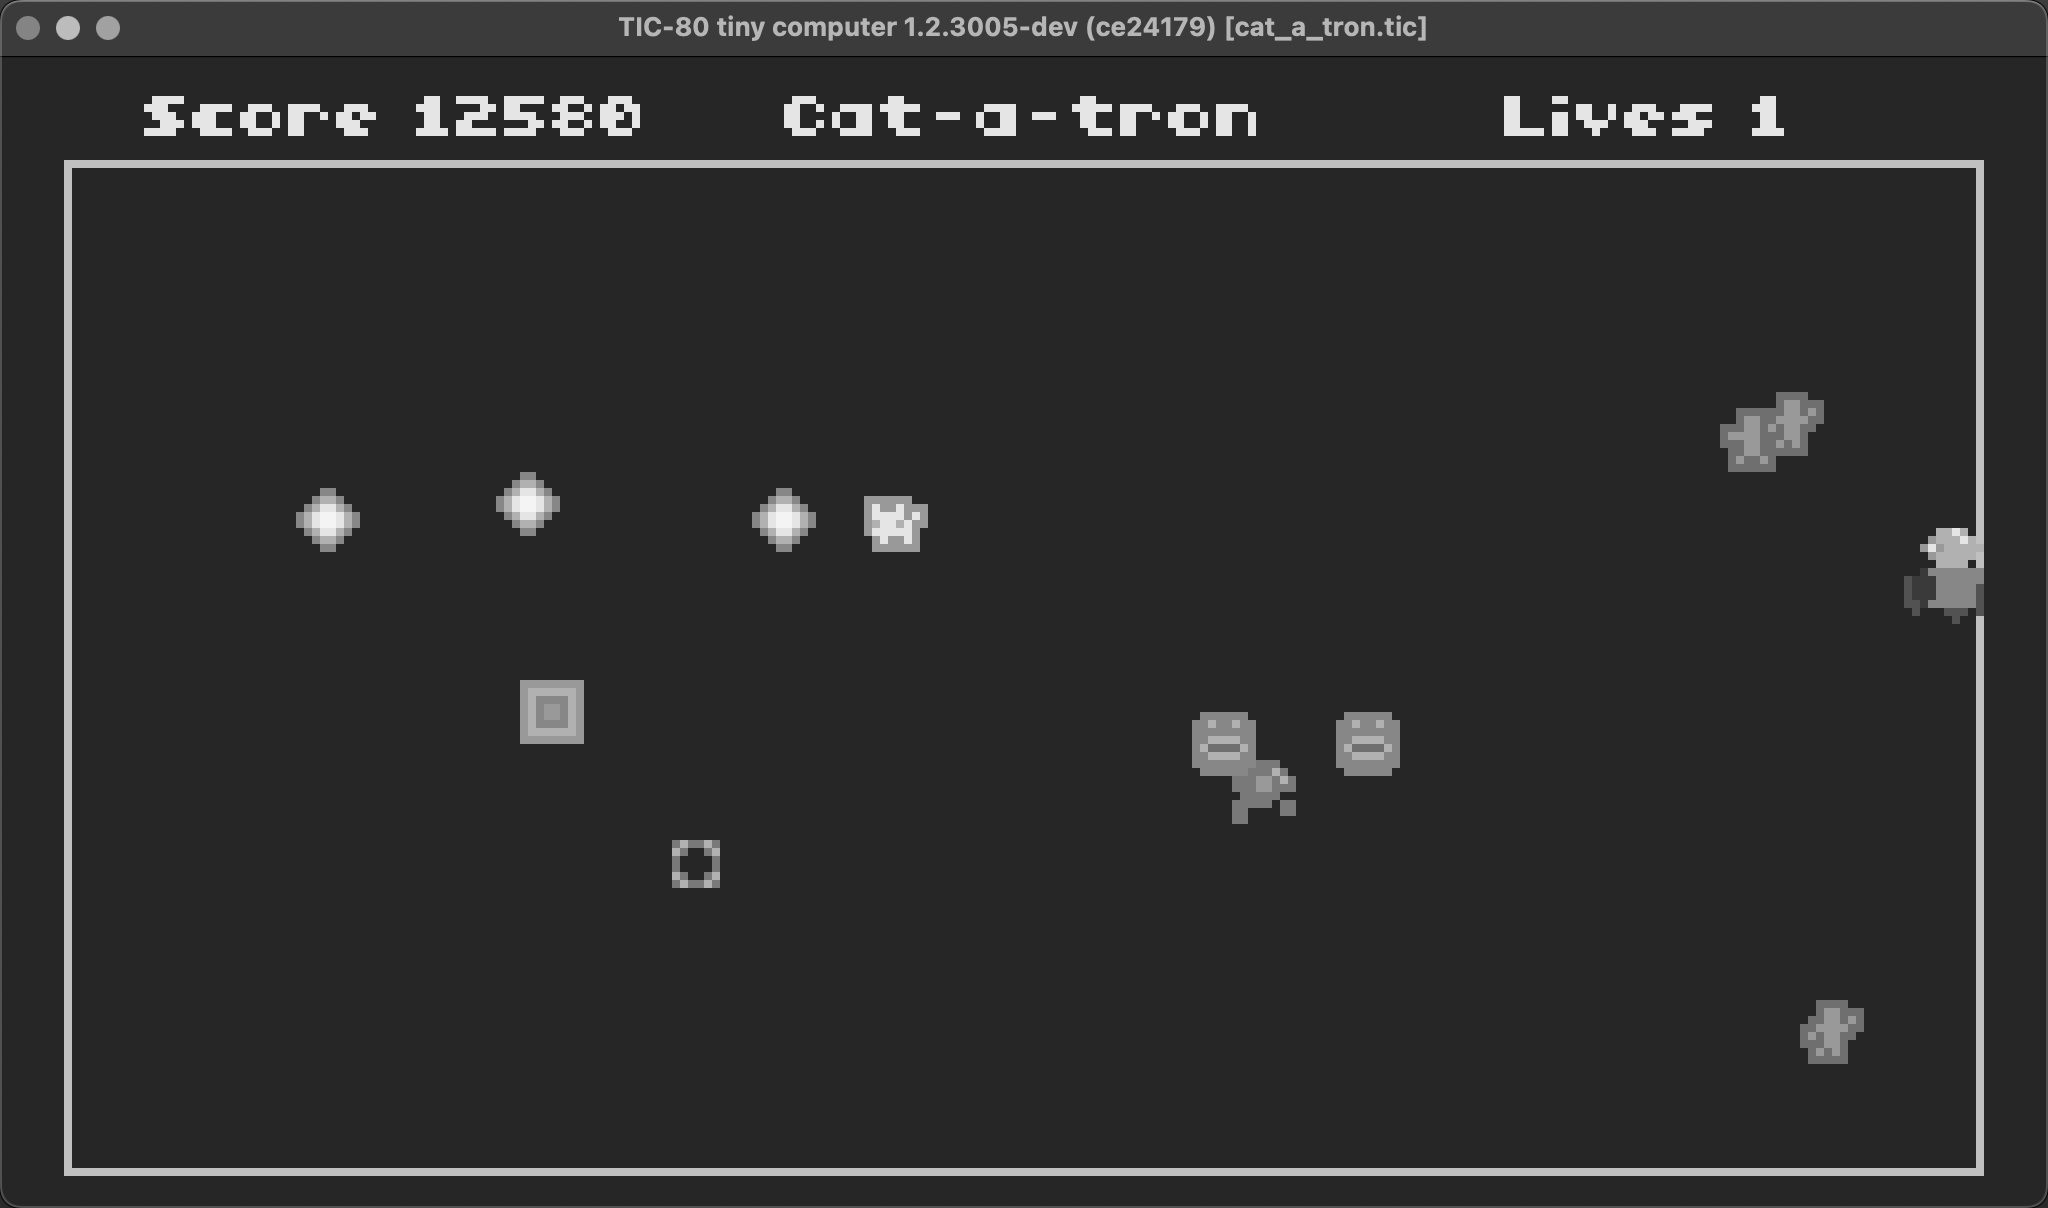 TIC-80 tiny computer 1.2.3005-dev (ce24179) [cat_a_tron.tic]
Score 12580 Cat-a-tron Lives 1